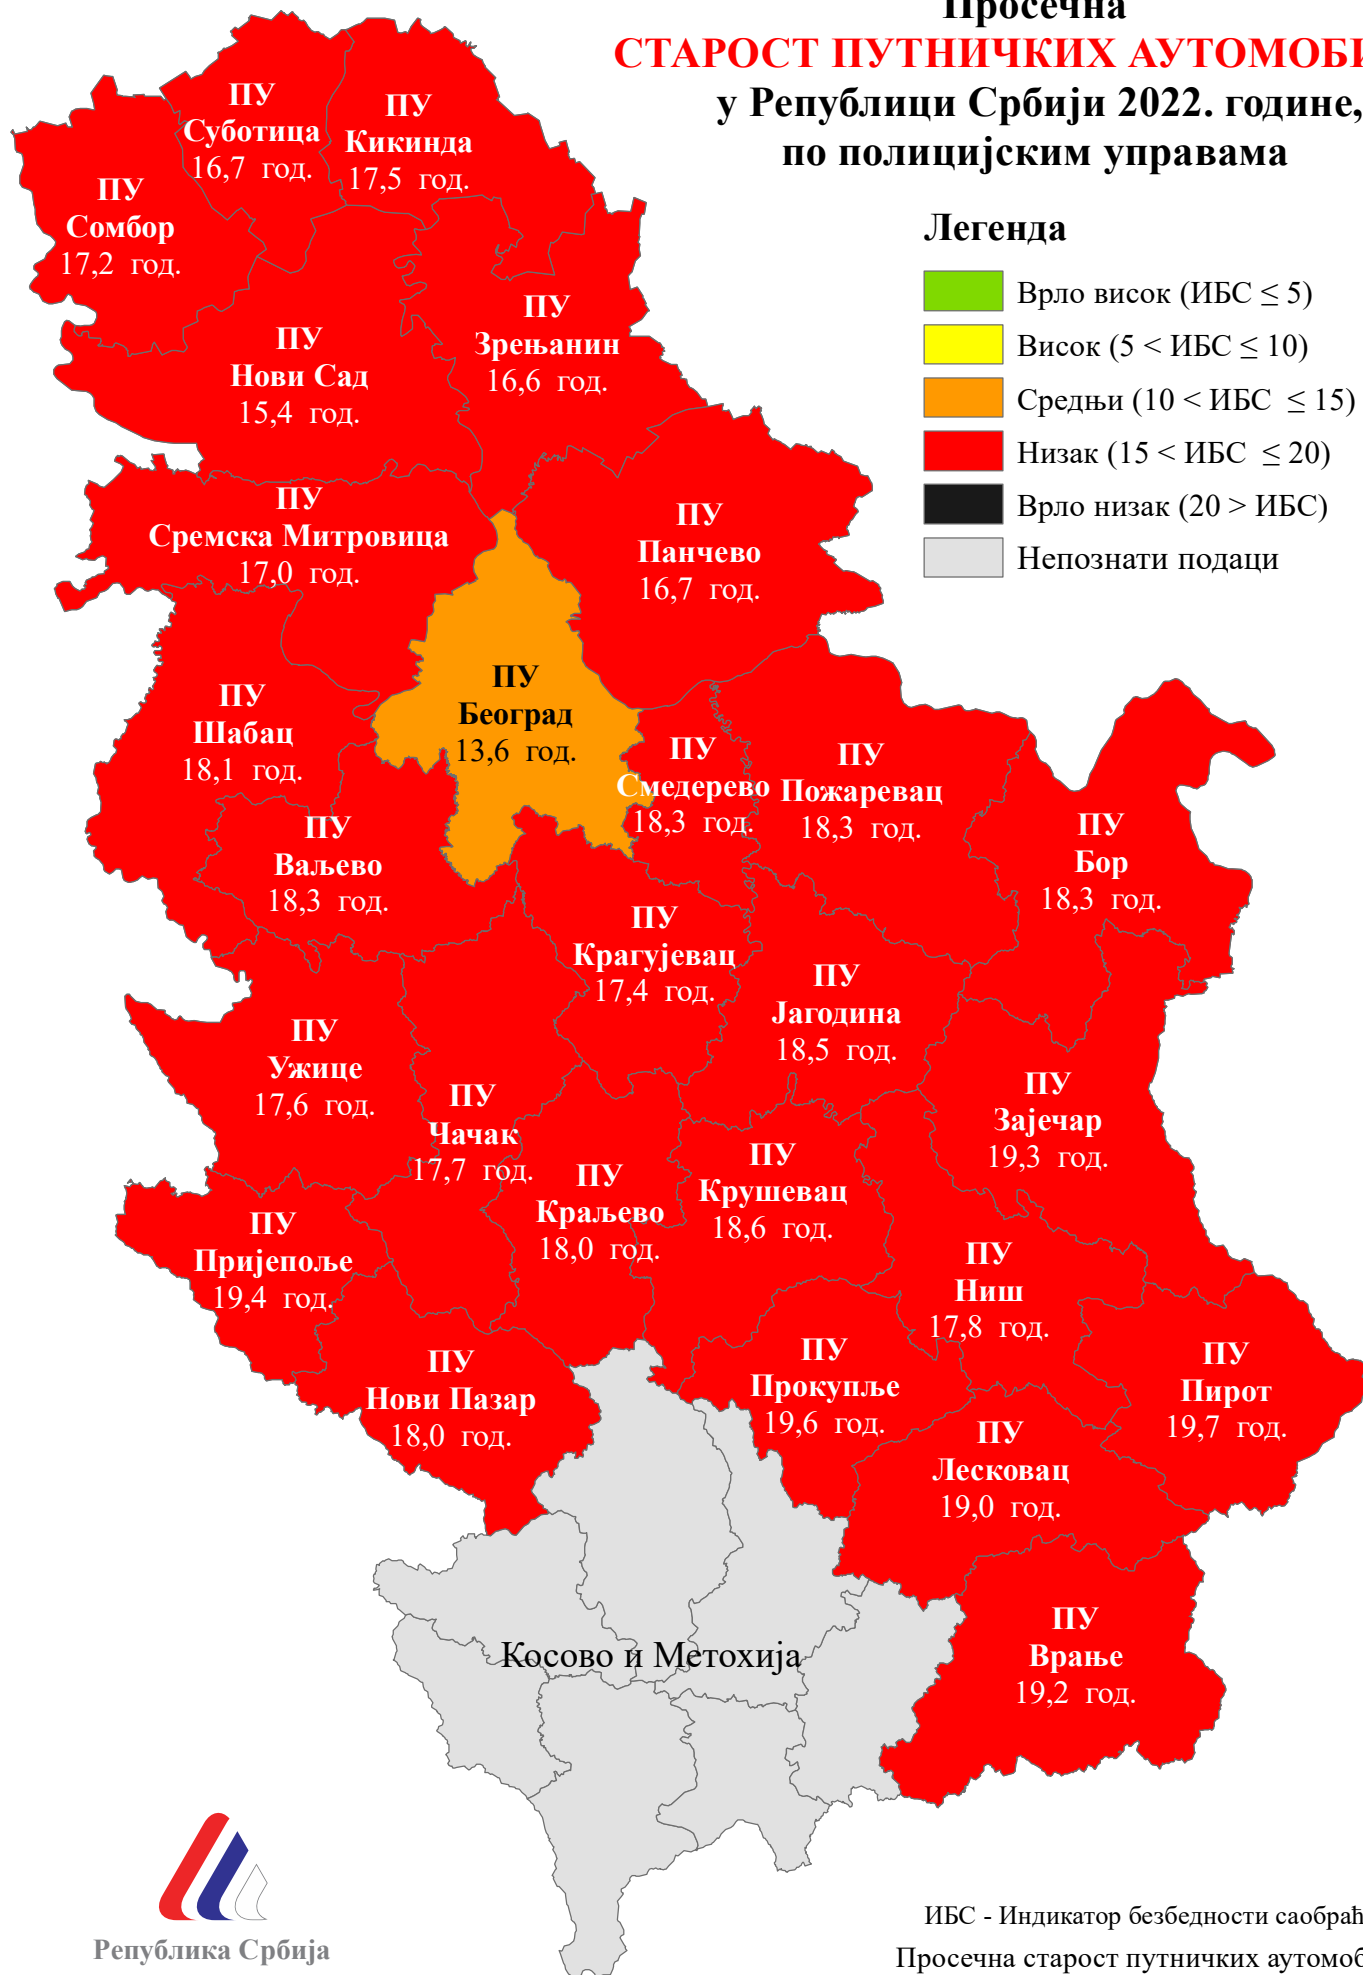 Просечна
СТАРОСТ ПУТНИЧКИХ
у Републици Србији 2022. године,
по полицијским управама
Легенда
Врло висок (ИБС ≤ 5)
Висок (5 < ИБС ≤ 10)
Средњи (10 < ИБС ≤ 15)
Низак (15 < ИБС ≤ 20)
Врло низак (20 > ИБС)
Непознати подаци
ПУ
Суботица
16,7 год.
ПУ
Кикинда
17,5 год.
ПУ
Сомбор
17,2 год.
ПУ
Зрењанин
16,6 год.
ПУ
Нови Сад
15,4 год.
ПУ
Сремска Митровица
17,0 год.
ПУ
Панчево
16,7 год.
ПУ
Београд
13,6 год.
ПУ
Шабац
18,1 год.
ПУ
Смедерево
18,3 год.
ПУ
Пожаревац
18,3 год.
ПУ
Бор
18,3 год.
ПУ
Ваљево
18,3 год.
ПУ
Крагујевац
17,4 год.
ПУ
Јагодина
18,5 год.
ПУ
Ужице
17,6 год.
ПУ
Чачак
17,7 год.
ПУ
Зајечар
19,3 год.
ПУ
Краљево
18,0 год.
ПУ
Крушевац
18,6 год.
ПУ
Пријепоље
19,4 год.
ПУ
Ниш
17,8 год.
ПУ
Нови Пазар
18,0 год.
ПУ
Прокупље
19,6 год.
ПУ
Пирот
19,7 год.
ПУ
Лесковац
19,0 год.
ПУ
Врање
19,2 год.
Косово и Метохија
Република Србија
ИБС - Индикатор безбедности
Просечна старост путничких